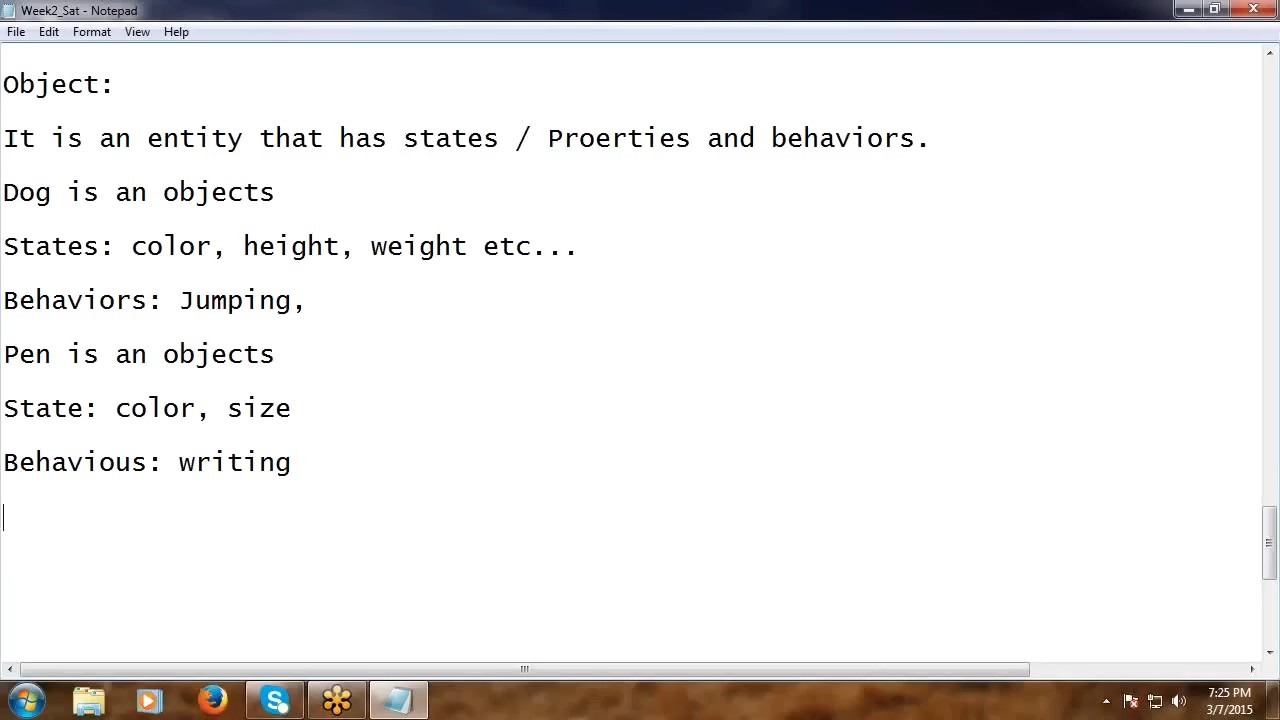 Week2_Sat - Notepad
File Edit Format View Help
Object:
It is an entity that has states / Proerties and behaviors.
Dog is an objects
States: color, height, weight etc...
Behaviors: Jumping,
Pen is an objects
State: color, size
Behavious: writing
7:25 PM
3/7/2015